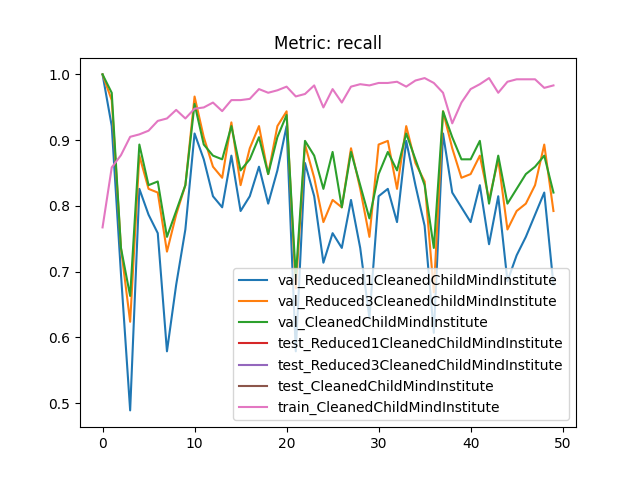 Metric: recall
1.0
0.9
0.8
0.7
0.6
0.5
val_Reduced1CleanedChildMindInstitute
val_Reduced3CleanedChildMindInstitute
val_CleanedChildMindInstitute
test_Reduced1CleanedChildMindInstitute
test_Reduced3CleanedChildMindInstitute
test_CleanedChildMindInstitute
train_CleanedChildMindInstitute
0 10 20 30 40 50